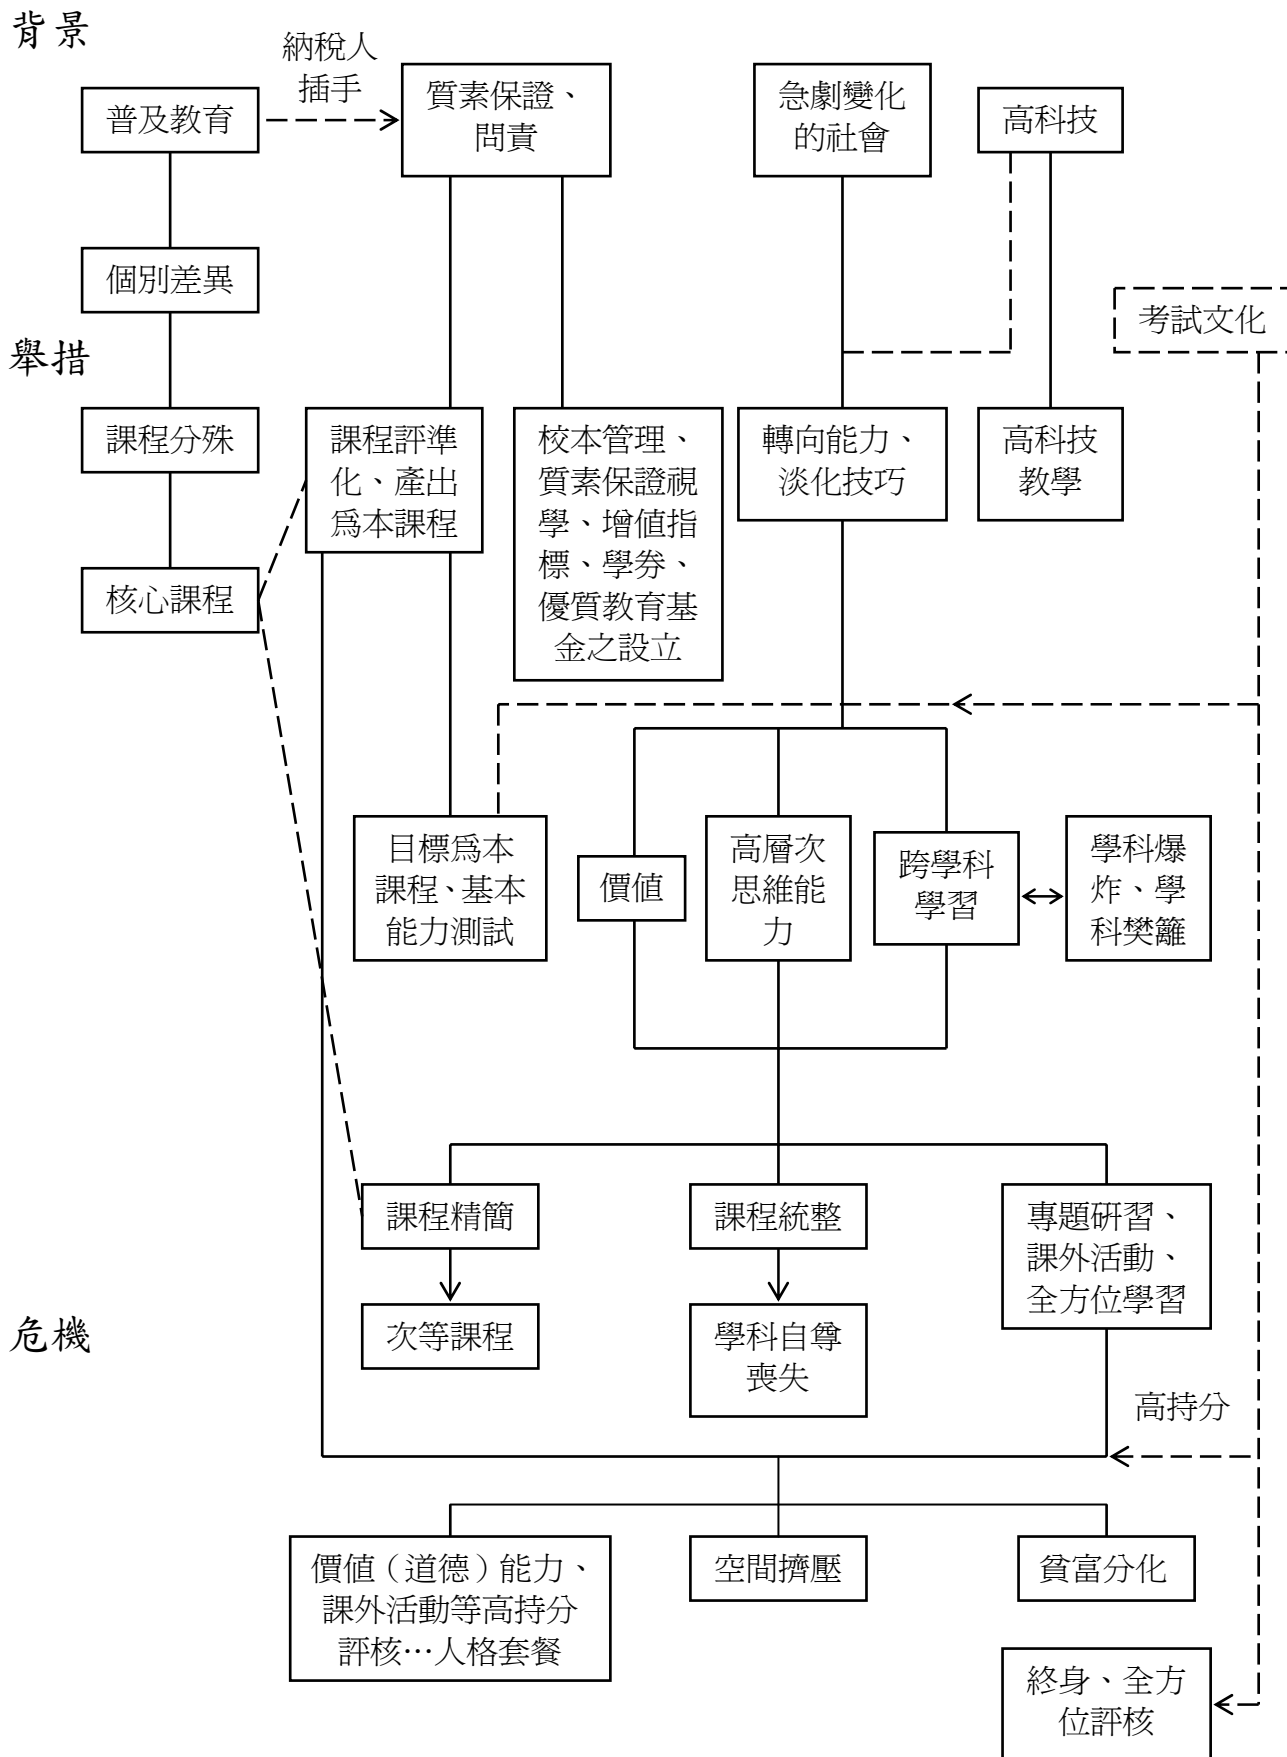 背景
納稅人
插手
普及教育
質素保證、
問責
急劇變化
的社會
高科技
個別差異
考試文化
舉措
課程分殊
課程評準
化、產出
為本課程
校本管理、
質素保證視
學、增值指
標、學券、
優質教育基
金之設立
轉向能力、
淡化技巧
高科技
教學
核心課程
目標為本
課程、基本
能力測試
價值
高層次
思維能
力
跨學科
學習
學科爆
炸、學
科樊籬
課程精簡
課程統整
專題研習、
課外活動、
全方位學習
危機
次等課程
學科自尊
喪失
高持分
價值（道德）能力、
課外活動等高持分
評核…人格套餐
空間擠壓
貧富分化
終身、全方
位評核